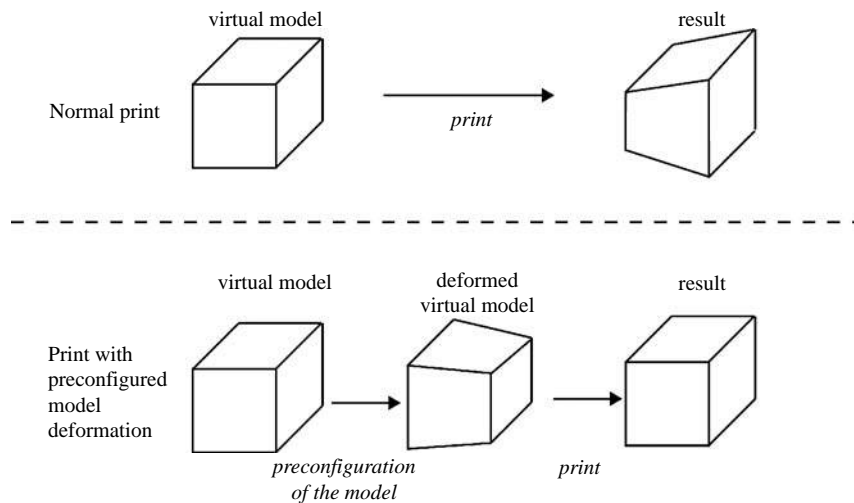 virtual model
result
Normal print
print
virtual model
deformed
virtual model
result
Print with
preconfigured
model
deformation
preconfiguration
of the model
print